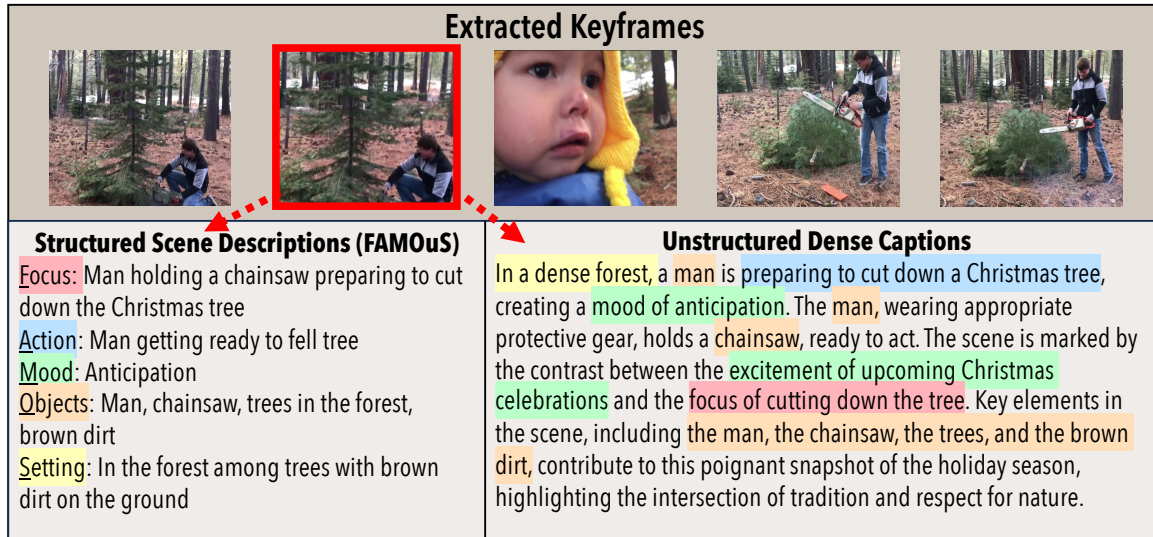 Extracted Keyframes
Structured Scene Descriptions (FAMOuS)
Focus: Man holding a chainsaw preparing to cut
down the Christmas tree
Action: Man getting ready to fell tree
Mood: Anticipation
Objects: Man, chainsaw, trees in the forest,
brown dirt
Setting: In the forest among trees with brown
dirt on the ground
Unstructured Dense Captions
In a dense forest, a man is preparing to cut down a Christmas tree,
creating a mood of anticipation. The man, wearing appropriate
protective gear, holds a chainsaw, ready to act. The scene is marked by
the contrast between the excitement of upcoming Christmas
celebrations and the focus of cutting down the tree. Key elements in
the scene, including the man, the chainsaw, the trees, and the brown
dirt, contribute to this poignant snapshot of the holiday season,
highlighting the intersection of tradition and respect for nature.